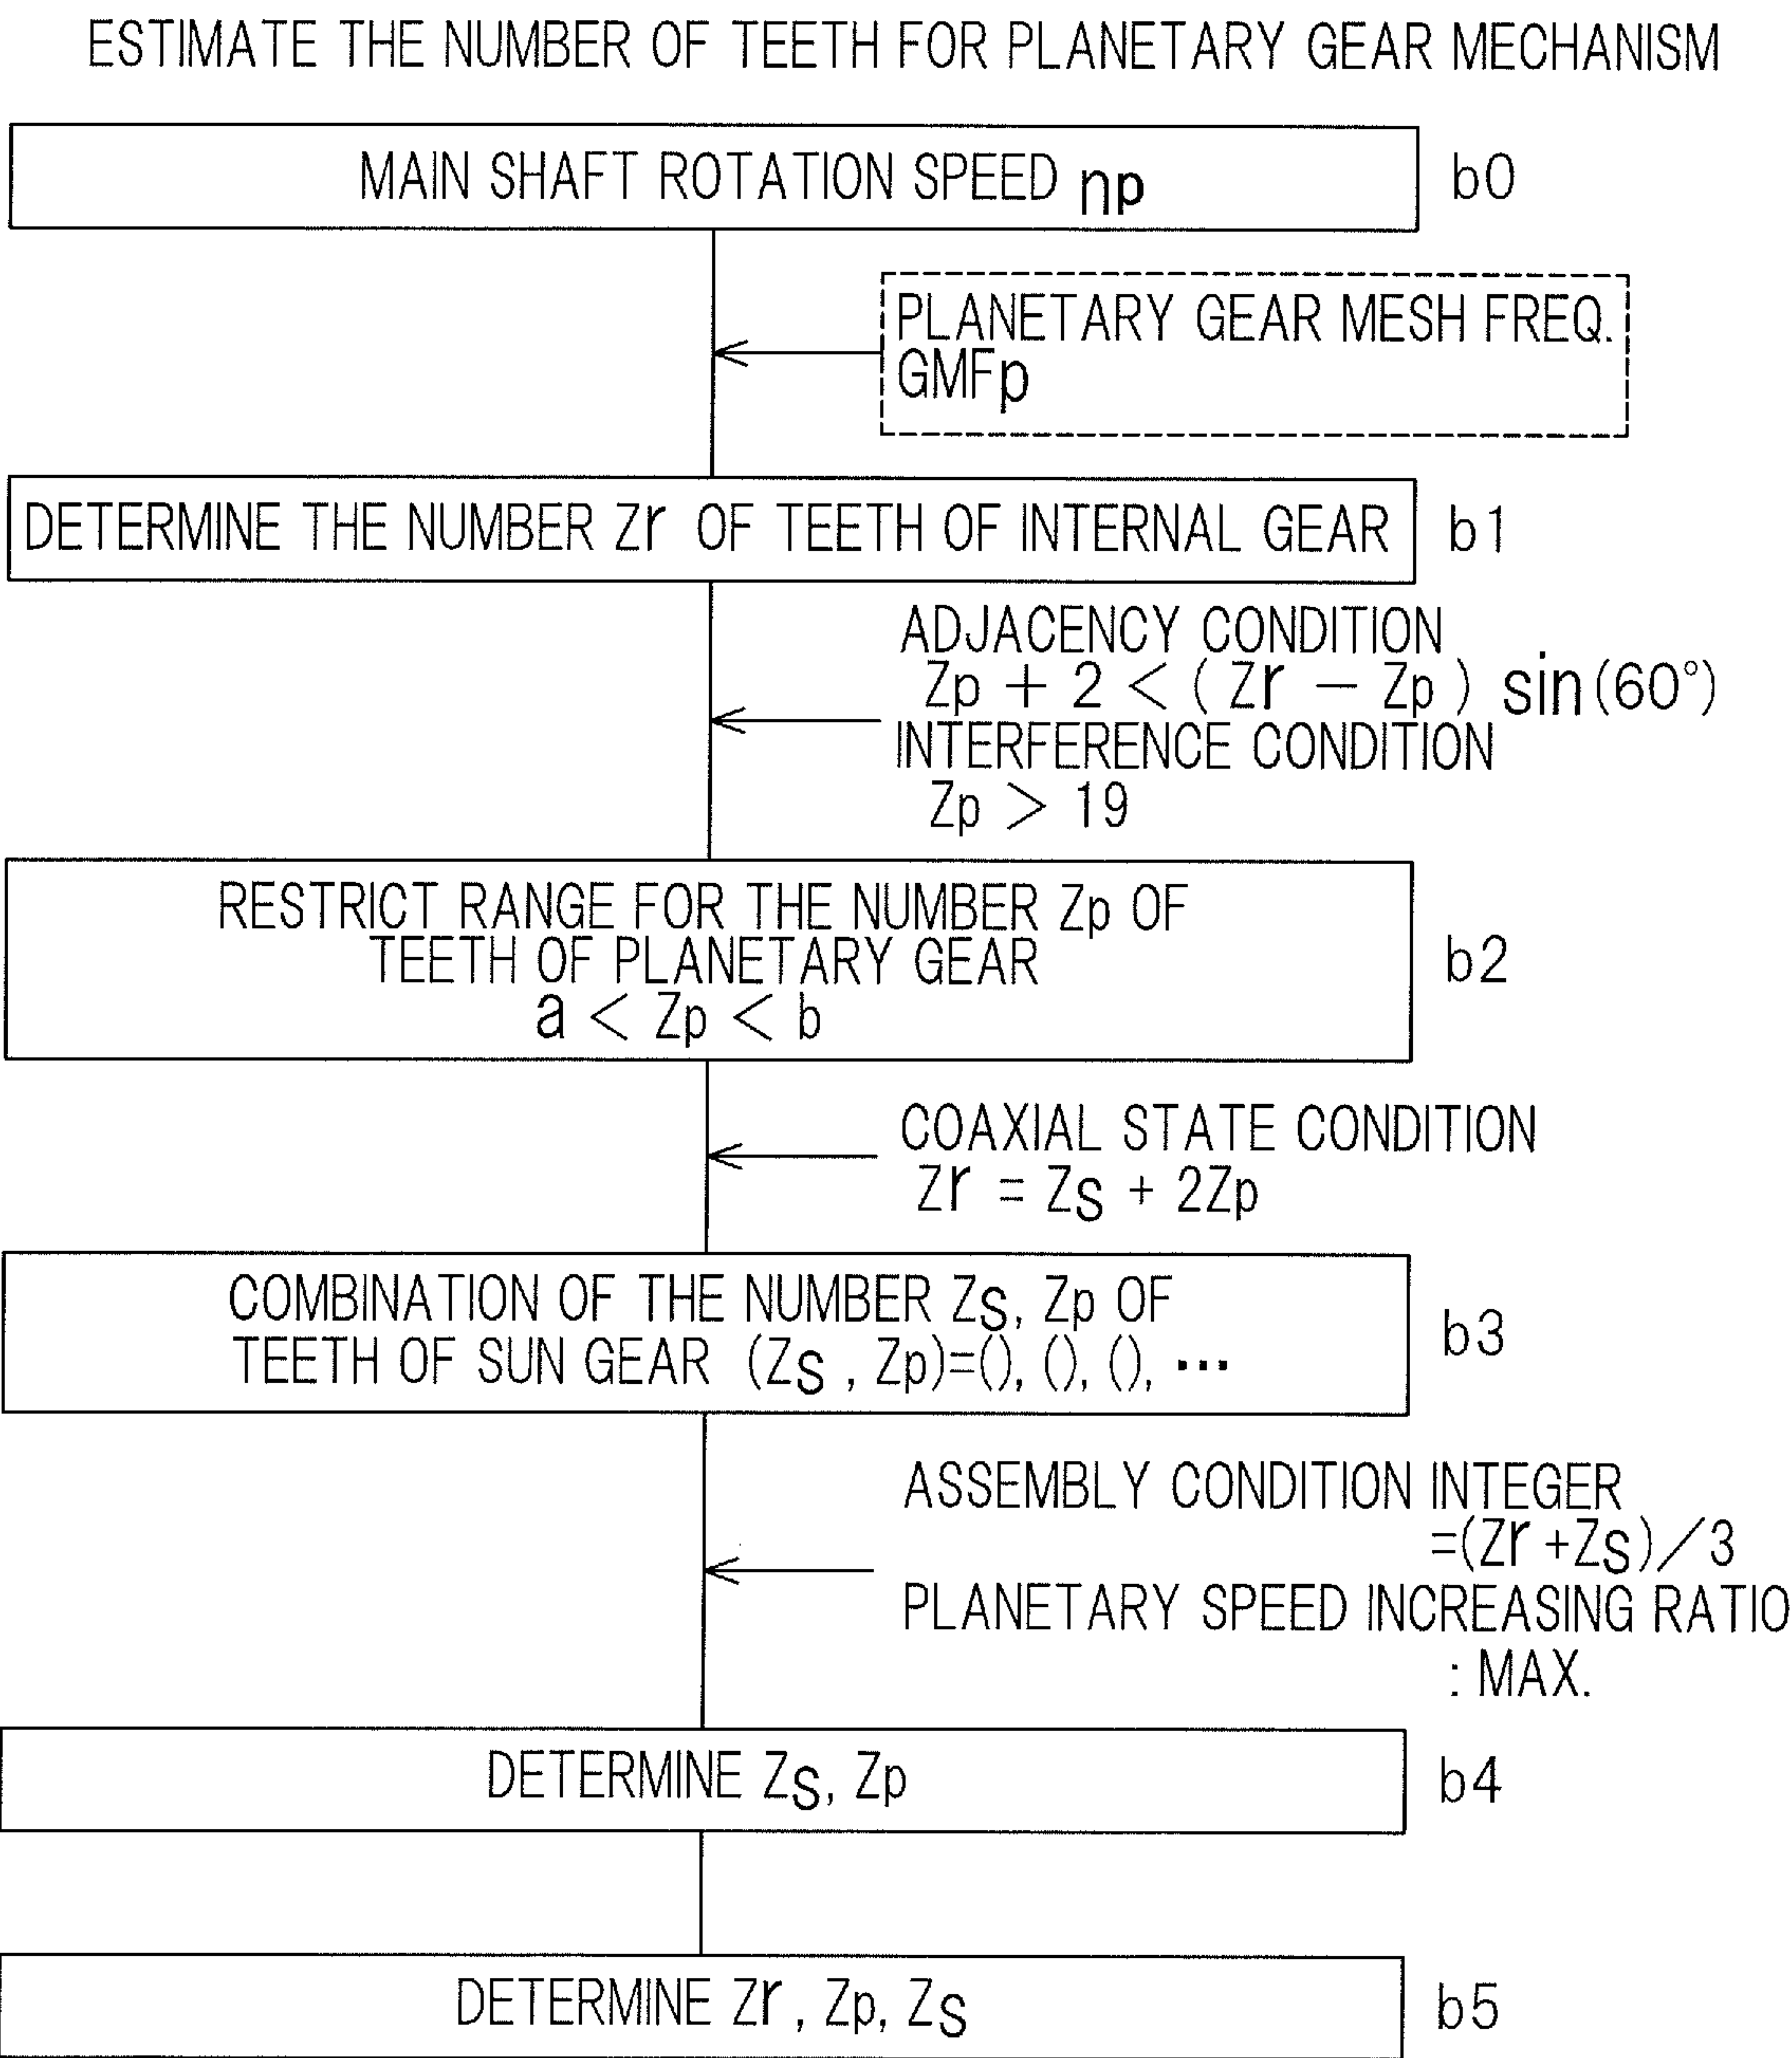 ESTIMATE THE NUMBER OF TEETH FOR PLANETARY GEAR MECHANISM
MAIN SHAFT ROTATION SPEED np
b0
PLANETARY GEAR MESH FREQ.
GMFp
DETERMINE THE NUMBER Zr OF TEETH OF INTERNAL GEAR
b1
ADJACENCY CONDITION
Zp + 2 < ( Zr − Zp ) sin(60°)
INTERFERENCE CONDITION
Zp > 19
RESTRICT RANGE FOR THE NUMBER Zp OF
TEETH OF PLANETARY GEAR
a < Zp < b
b2
COAXIAL STATE CONDITION
Zr = Zs + 2Zp
COMBINATION OF THE NUMBER Zs, Zp OF
TEETH OF SUN GEAR (Zs , Zp)=(), (), (), ···
b3
ASSEMBLY CONDITION INTEGER
=(Zr+Zs)/3
PLANETARY SPEED INCREASING RATIO
: MAX.
DETERMINE Zs, Zp
b4
DETERMINE Zr , Zp, Zs
b5